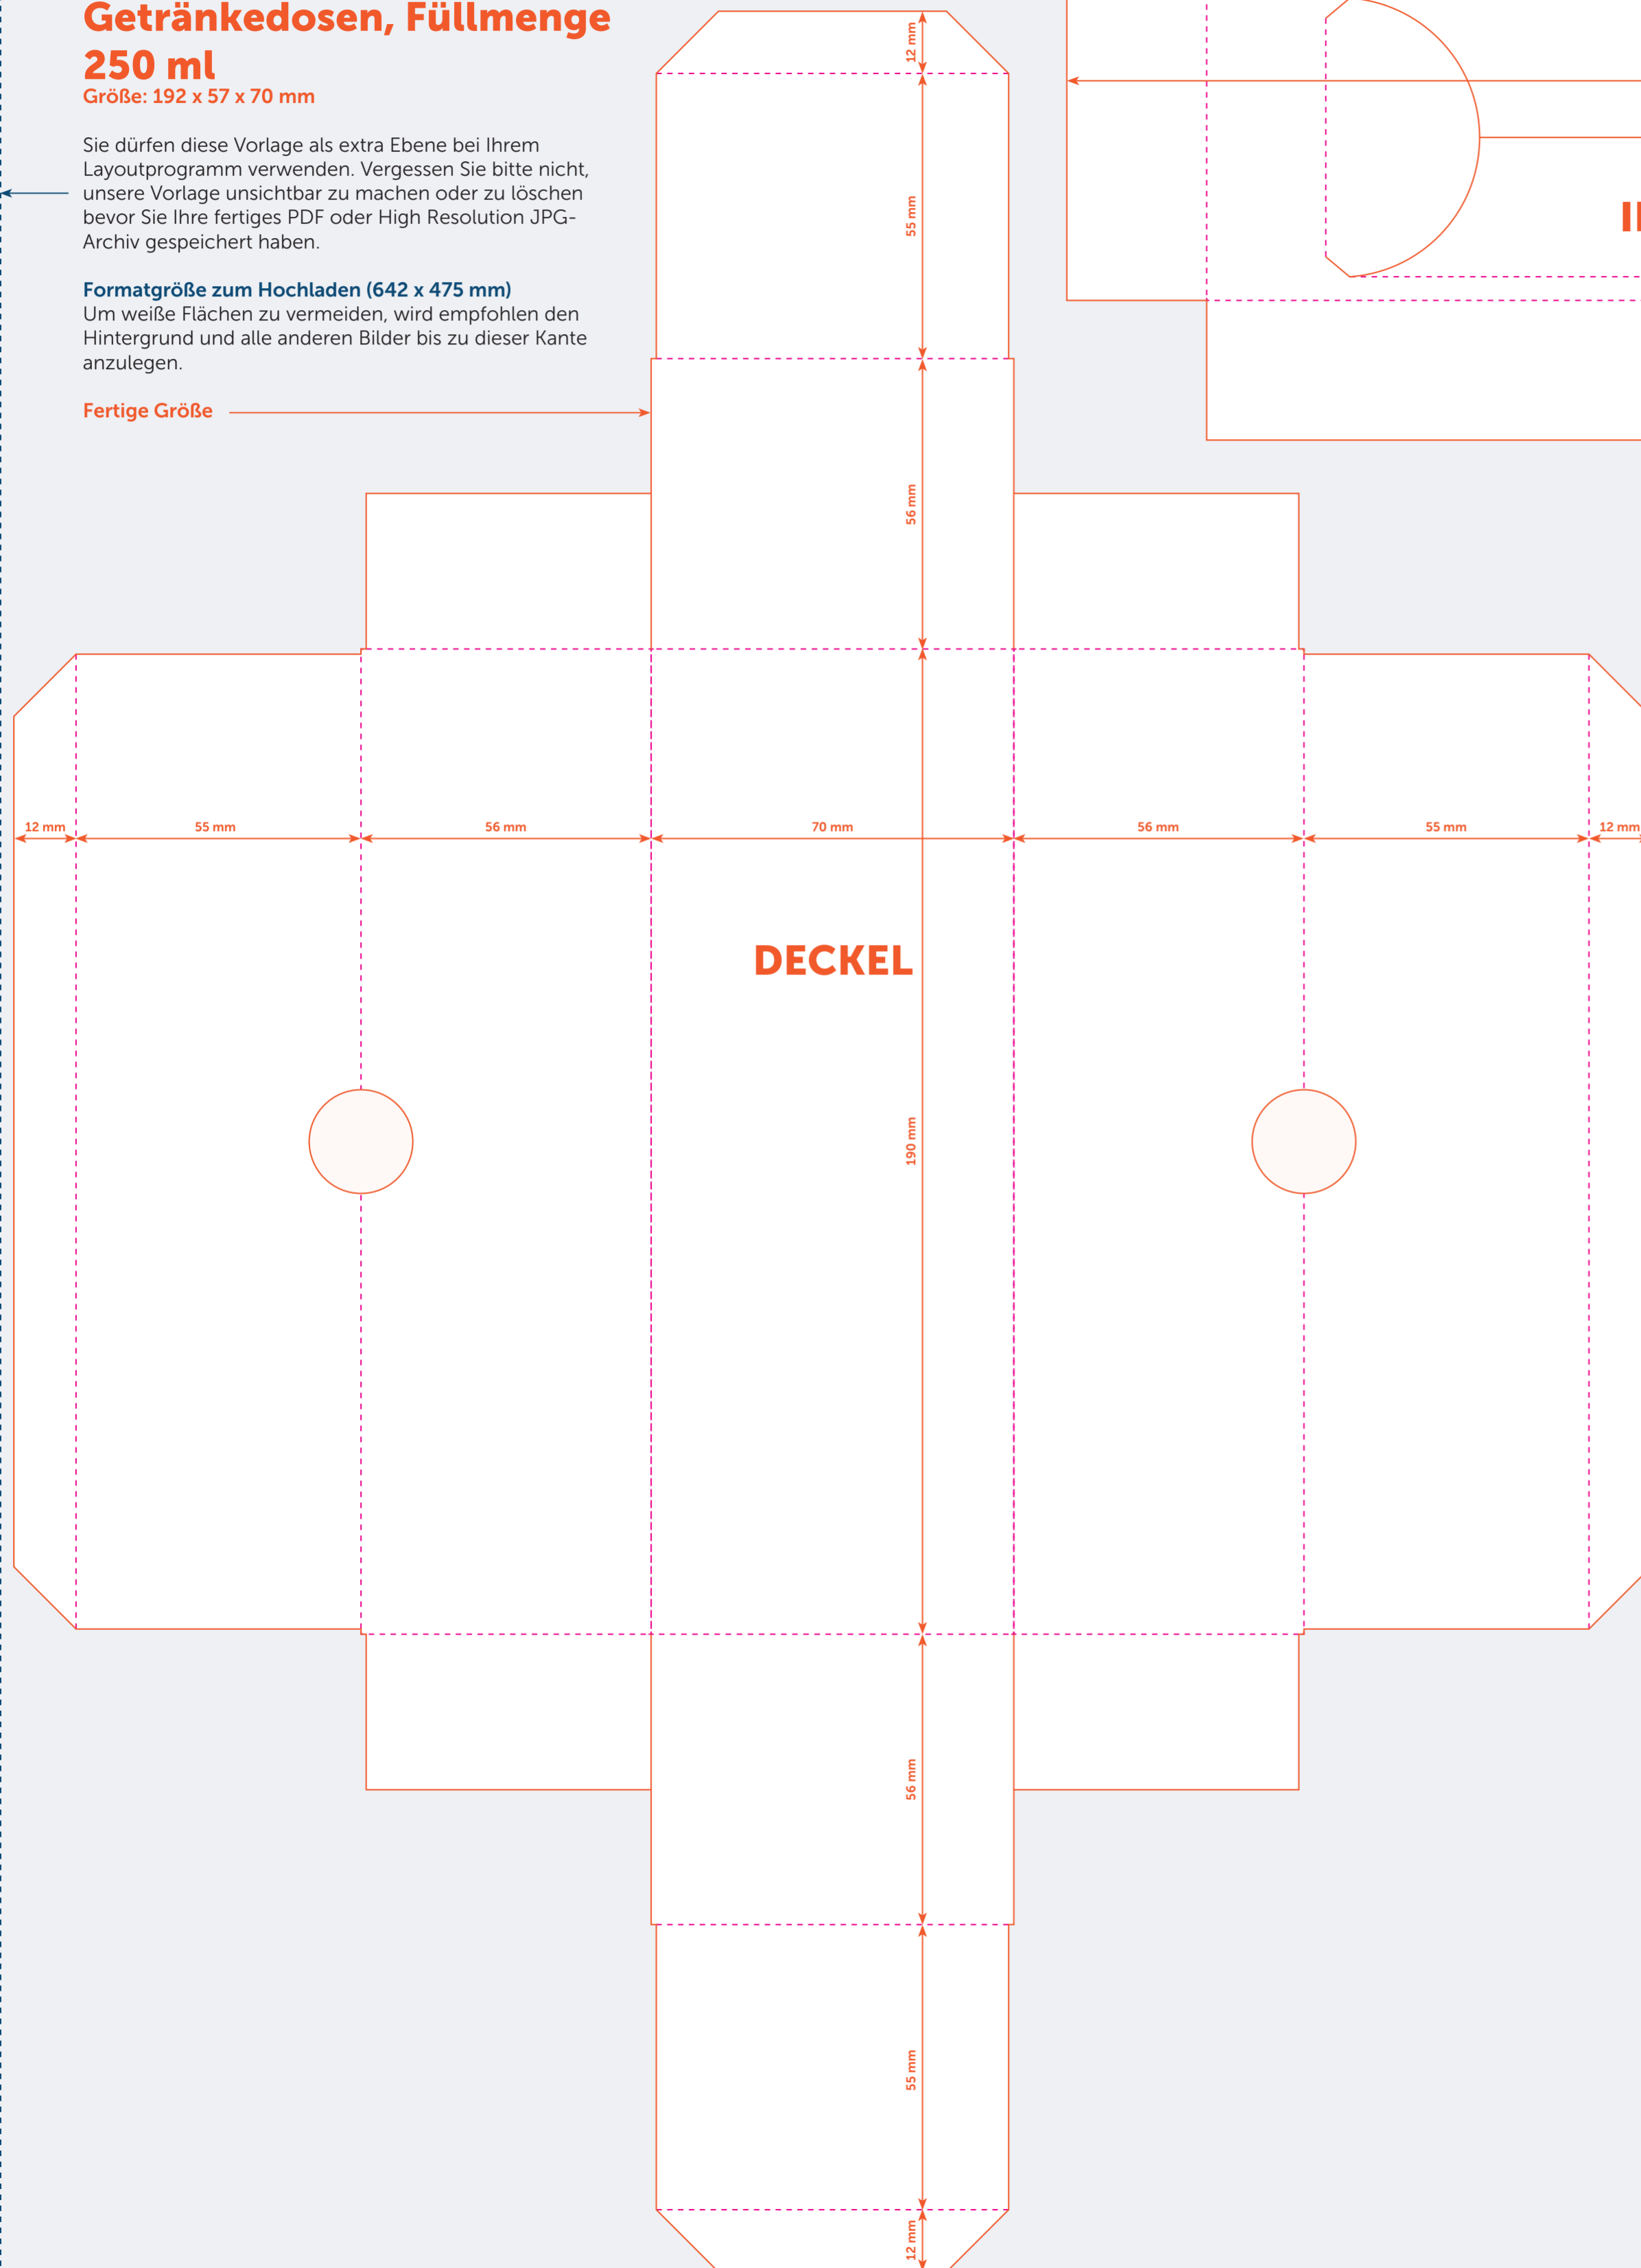 Getränkedosen, Füllmenge
250 ml
Größe: 192 x 57 x 70 mm
Sie dürfen diese Vorlage als extra Ebene bei Ihrem
Layoutprogramm verwenden. Vergessen Sie bitte nicht,
unsere Vorlage unsichtbar zu machen oder zu löschen
bevor Sie Ihre fertiges PDF oder High Resolution JPG-
Archiv gespeichert haben.
Formatgröße zum Hochladen (642 x 475 mm)
Um weiße Flächen zu vermeiden, wird empfohlen den
Hintergrund und alle anderen Bilder bis zu dieser Kante
anzulegen.
Fertige Größe
12 mm
55 mm
56 mm
12 mm
55 mm
56 mm
70 mm
56 mm
55 mm
12 mm
DECKEL
190 mm
56 mm
55 mm
12 mm